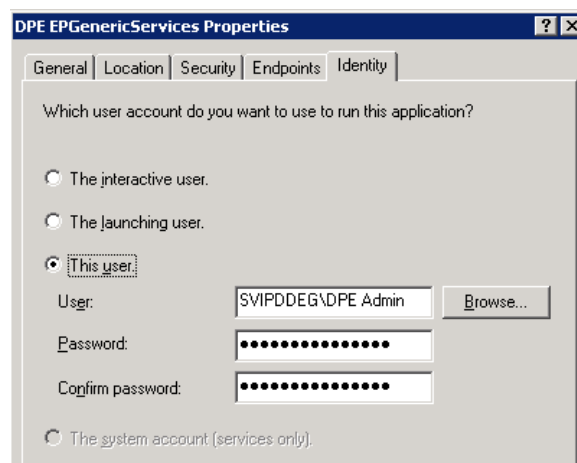 DPE EPGenericServices Properties ? X
General Location Security Endpoints Identity
Which user account do you want to use to run this application?
The interactive user.
The launching user.
This user.
User: SVIPDDEG\DPE Admin Browse...
Password: ●●●●●●●●●●●●●●●
Confirm password: ●●●●●●●●●●●●●●●
The system account (services only).